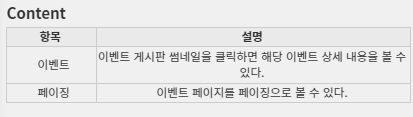 Content
항목 설명
이벤트 이벤트 게시판 썸네일을 클릭하면 해당 이벤트 상세 내용을 볼 수
있다.
페이징 이벤트 페이지를 페이징으로 볼 수 있다.